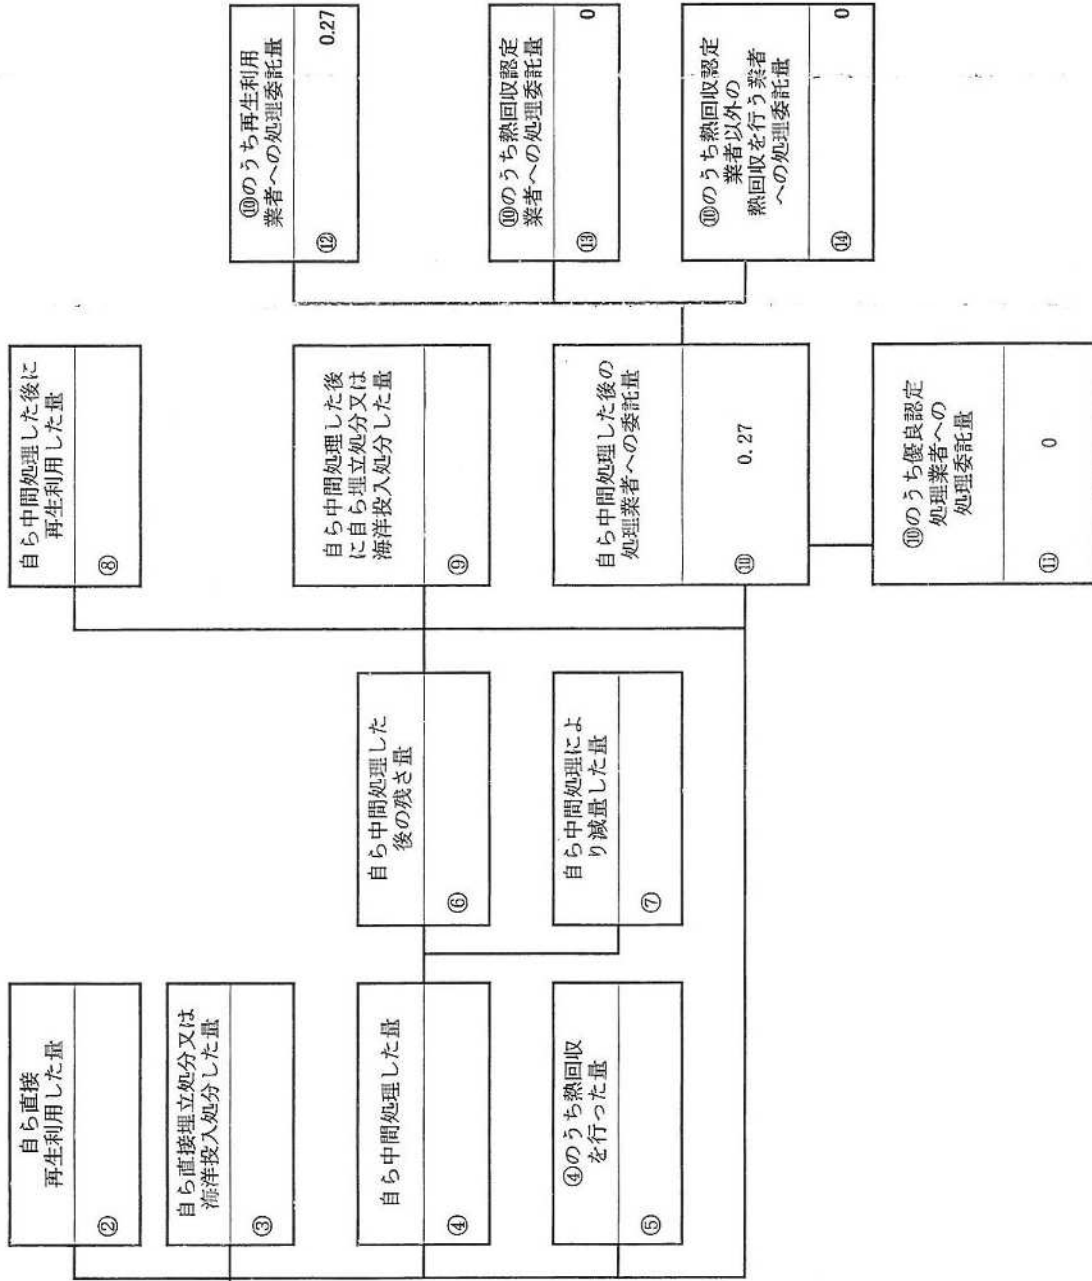 自ら直接
再生利用した量
②
自ら直接埋立処分又は
海洋投入処分した量
③
自ら中間処理した量
④
④のうち熱回収
を行った量
⑤
自ら中間処理した
後の残さ量
⑥
自ら中間処理によ
り減量した量
⑦
自ら中間処理した後に
再生利用した量
⑧
自ら中間処理した後
に自ら埋立処分又は
海洋投入処分した量
⑨
自ら中間処理した後の
処理業者への委託量
⑩ 0.27
⑩のうち優良認定
処理業者への
処理委託量
⑪ 0
⑩のうち再生利用
業者への処理委託量
⑫ 0.27
⑩のうち熱回収認定
業者への処理委託量
⑬ 0
⑩のうち熱回収認定
業者以外の
熱回収を行う業者
への処理委託量
⑭ 0